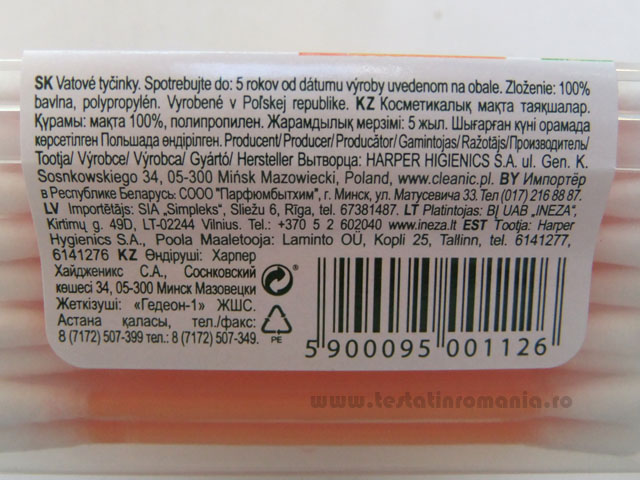 SK Vatové tyčinky. Spotrebujte do: 5 rokov od dátumu výroby uvedenom na obale. Zloženie: 100%
bavlna, polypropylén. Vyrobené v Poľskej republike. KZ Косметикалық мақта таяқшалар.
Құрамы: мақта 100%, полипропилен. Жарамдылық мерзімі: 5 жыл. Шығарған күні орамада
көрсетілген Польшада өндірілген. Producent/Producer/Producător/Gamintojas/Ražotājs/Производитель/
Tootja/ Výrobce/ Výrobca/ Gyártó/ Hersteller Вытворца: HARPER HIGIENICS S.A. ul. Gen. K.
Sosnkowskiego 34, 05-300 Mińsk Mazowiecki, Poland, www.cleanic.pl. BY Импортёр
в Республике Беларусь: СООО "Парфюмбытхим", г. Минск, ул. Матусевича 33. Тел (017) 216 88 87.
LV Importētājs: SIA „Simpleks", Sliežu 6, Rīga, tel. 67381487. LT Platintojas: BĮ UAB „INEZA",
Kirtimų g. 49D, LT-02244 Vilnius. Tel.: +370 5 2 602040 www.ineza.lt EST Tootja: Harper
Hygienics S.A., Poola Maaletooja: Laminto OÜ, Kopli 25, Tallinn, tel. 6141277,
6141276 KZ Өндіруші: Харпер
Хайдженикс С.А., Соснковский
көшесі 34, 05-300 Минск Мазовецки
Жеткізуші: «Гедеон-1» ЖШС.
Астана қаласы, тел./факс:
8 (7172) 507-399 тел.: 8 (7172) 507-349.
PE
5 900095 001126
www.testatinromania.ro